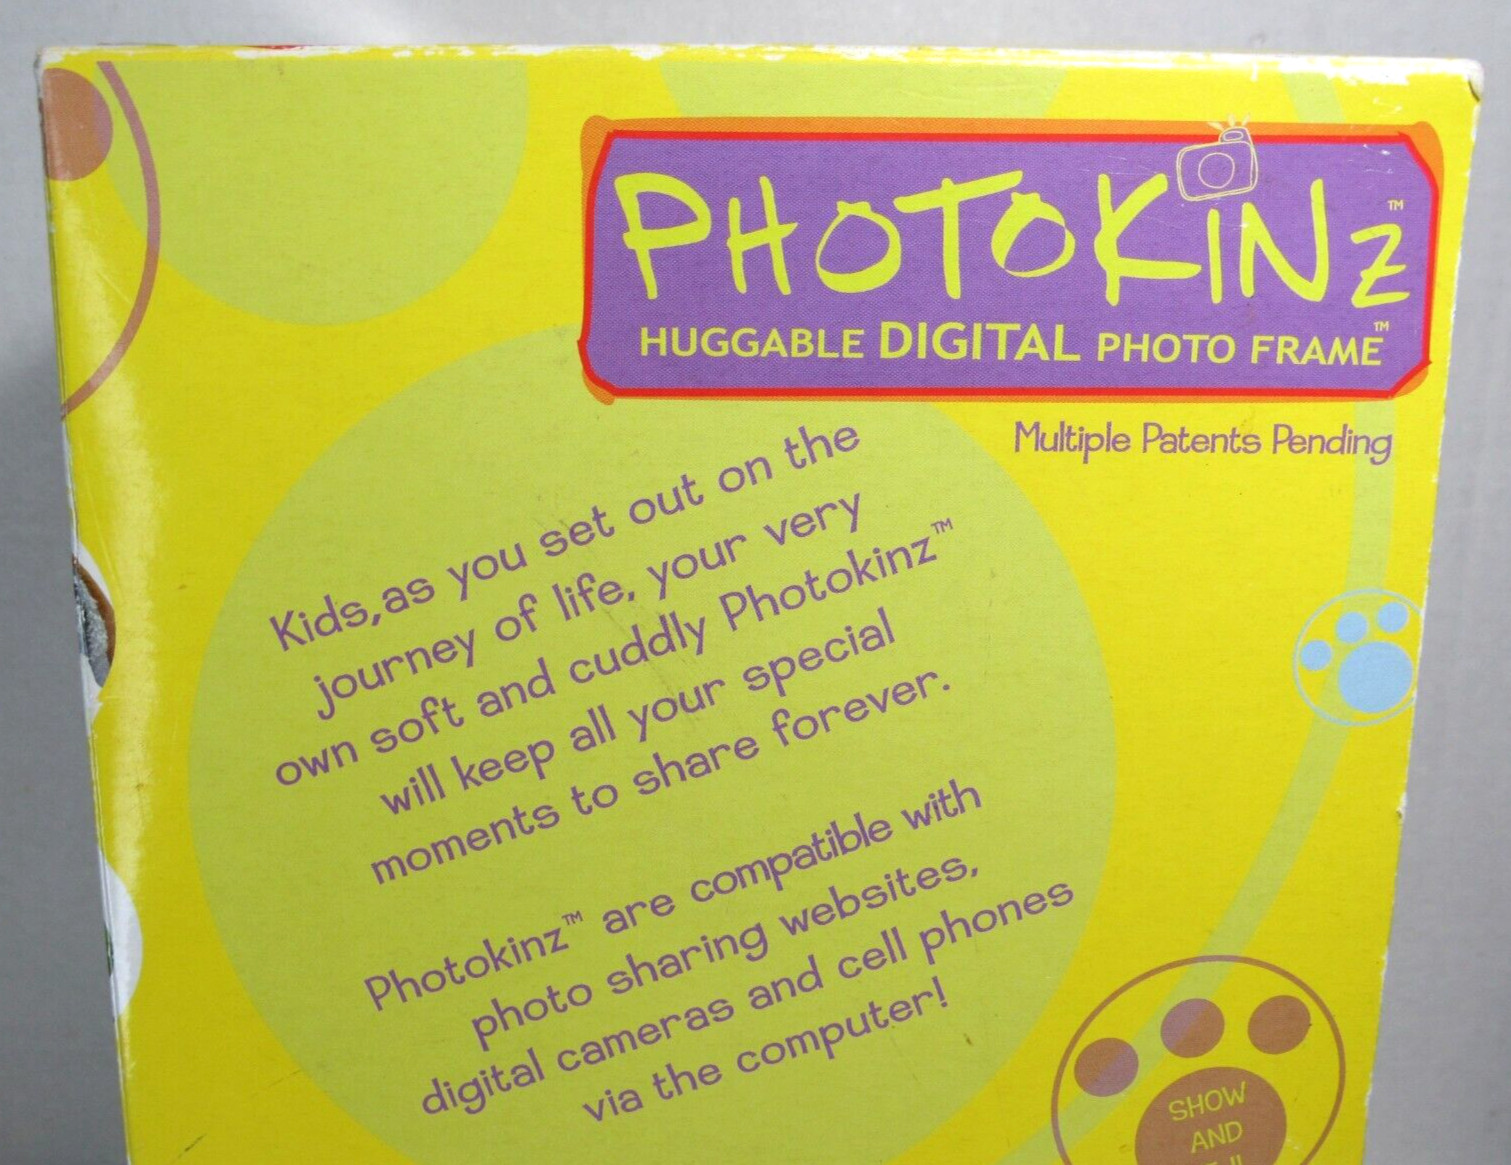 PHOTOKINZ™
HUGGABLE DIGITAL PHOTO FRAME™
Multiple Patents Pending
Kids, as you set out on the
journey of life, your very
own soft and cuddly Photokinz™
will keep all your special
moments to share forever.
Photokinz™ are compatible with
photo sharing websites,
digital cameras and cell phones
via the computer!
SHOW
AND